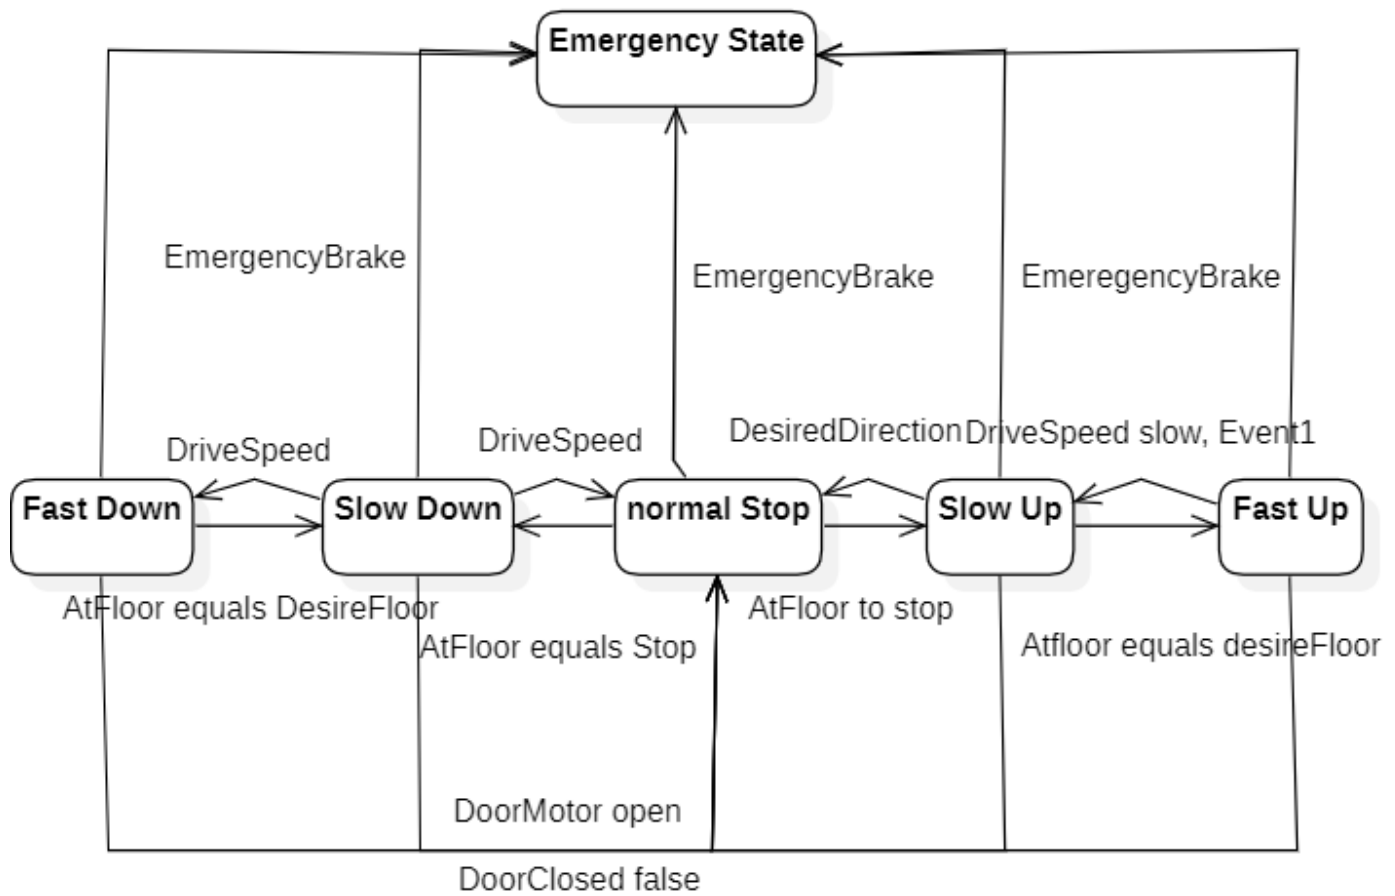 Emergency State
EmergencyBrake
EmergencyBrake
EmeregencyBrake
DriveSpeed
DriveSpeed
DesiredDirection
DriveSpeed slow, Event1
Fast Down
Slow Down
normal Stop
Slow Up
Fast Up
AtFloor equals DesireFloor
AtFloor equals Stop
AtFloor to stop
Atfloor equals desireFloor
DoorMotor open
DoorClosed false